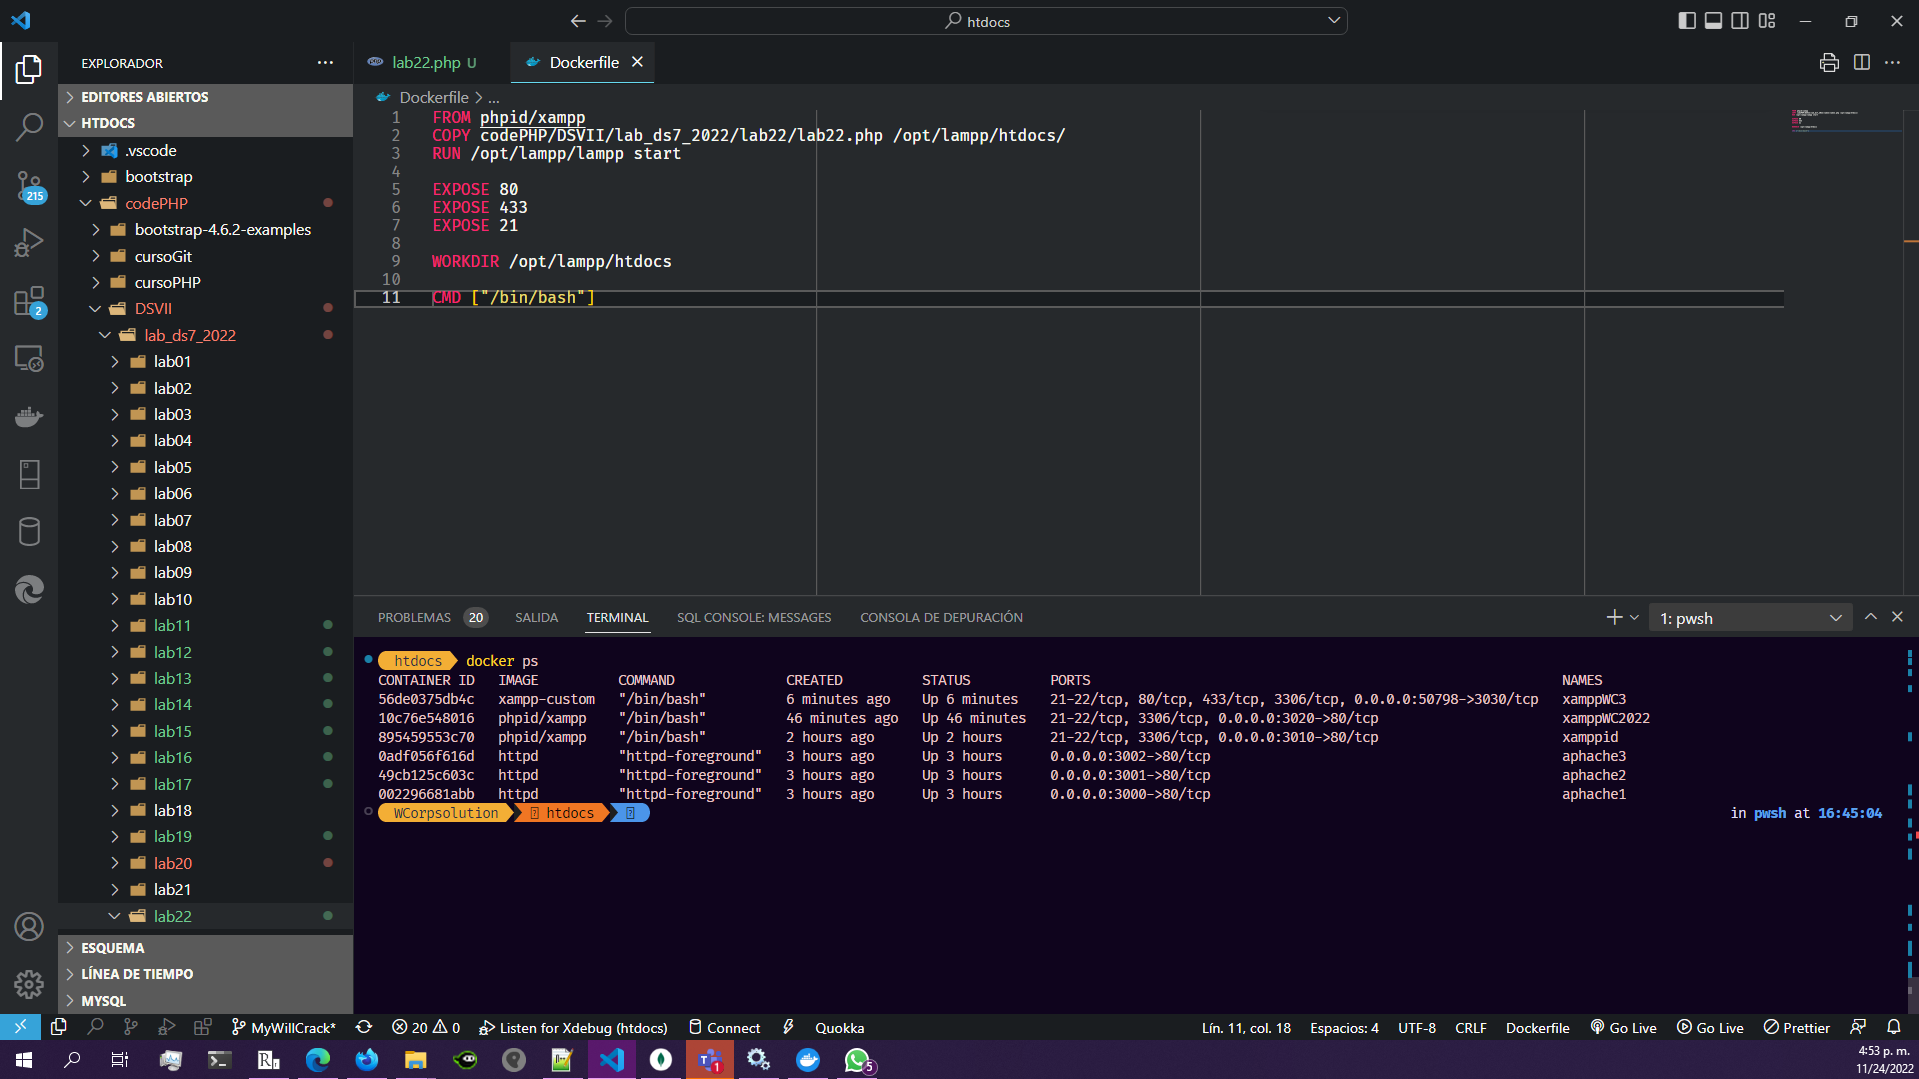 htdocs
EXPLORADOR
EDITORES ABIERTOS
HTDOCS
.vscode
bootstrap
codePHP
bootstrap-4.6.2-examples
cursoGit
cursoPHP
DSVII
lab_ds7_2022
lab01
lab02
lab03
lab04
lab05
lab06
lab07
lab08
lab09
lab10
lab11
lab12
lab13
lab14
lab15
lab16
lab17
lab18
lab19
lab20
lab21
lab22
ESQUEMA
LÍNEA DE TIEMPO
MYSQL
215
2
lab22.php U
Dockerfile
Dockerfile > ...
1 FROM phpid/xampp
2 COPY codePHP/DSVII/lab_ds7_2022/lab22/lab22.php /opt/lampp/htdocs/
3 RUN /opt/lampp/lampp start
4
5 EXPOSE 80
6 EXPOSE 433
7 EXPOSE 21
8
9 WORKDIR /opt/lampp/htdocs
10
11 CMD ["/bin/bash"]
PROBLEMAS 20 SALIDA TERMINAL SQL CONSOLE: MESSAGES CONSOLA DE DEPURACIÓN 1: pwsh
htdocs docker ps
CONTAINER ID IMAGE COMMAND CREATED STATUS PORTS NAMES
56de0375db4c xampp-custom "/bin/bash" 6 minutes ago Up 6 minutes 21-22/tcp, 80/tcp, 433/tcp, 3306/tcp, 0.0.0.0:50798->3030/tcp xamppWC3
10c76e548016 phpid/xampp "/bin/bash" 46 minutes ago Up 46 minutes 21-22/tcp, 3306/tcp, 0.0.0.0:3020->80/tcp xamppWC2022
895459553c70 phpid/xampp "/bin/bash" 2 hours ago Up 2 hours 21-22/tcp, 3306/tcp, 0.0.0.0:3010->80/tcp xamppid
0adf056f616d httpd "httpd-foreground" 3 hours ago Up 3 hours 0.0.0.0:3002->80/tcp aphache3
49cb125c603c httpd "httpd-foreground" 3 hours ago Up 3 hours 0.0.0.0:3001->80/tcp aphache2
002296681abb httpd "httpd-foreground" 3 hours ago Up 3 hours 0.0.0.0:3000->80/tcp aphache1
WCorpsolution htdocs in pwsh at 16:45:04
MyWillCrack* 20 0 Listen for Xdebug (htdocs) Connect Quokka Lín. 11, col. 18 Espacios: 4 UTF-8 CRLF Dockerfile Go Live Go Live Prettier
1
5
4:53 p. m.
11/24/2022